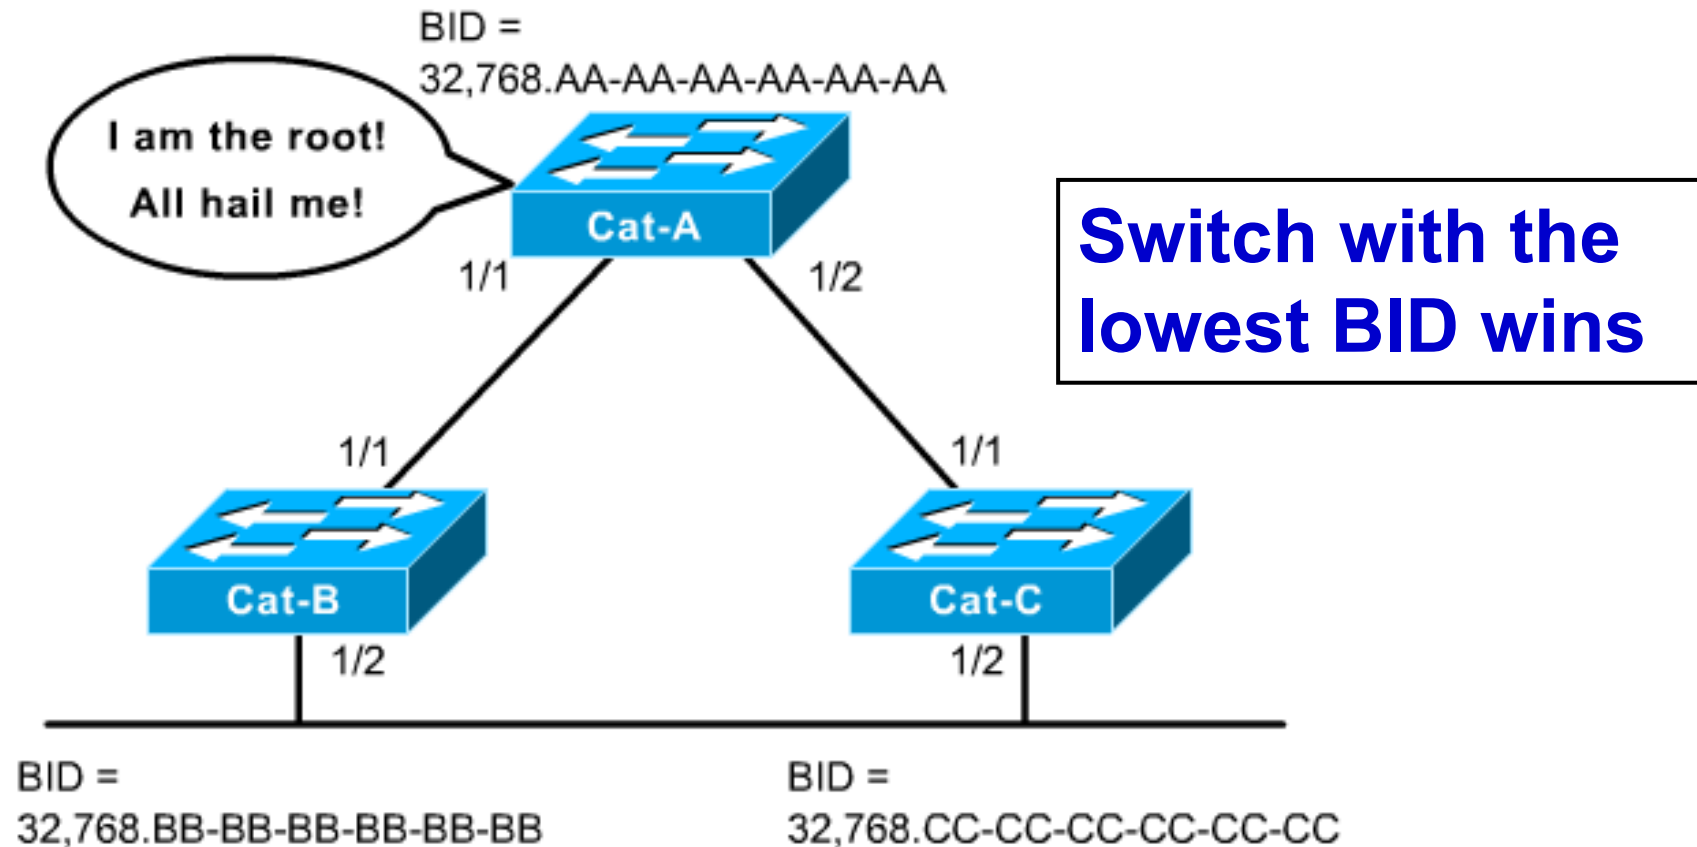 BID =
32,768.AA-AA-AA-AA-AA-AA
I am the root!
All hail me!
Cat-A
1/1
1/2
Switch with the
lowest BID wins
1/1
1/1
Cat-B
Cat-C
1/2
1/2
BID =
32,768.BB-BB-BB-BB-BB-BB
BID =
32,768.CC-CC-CC-CC-CC-CC